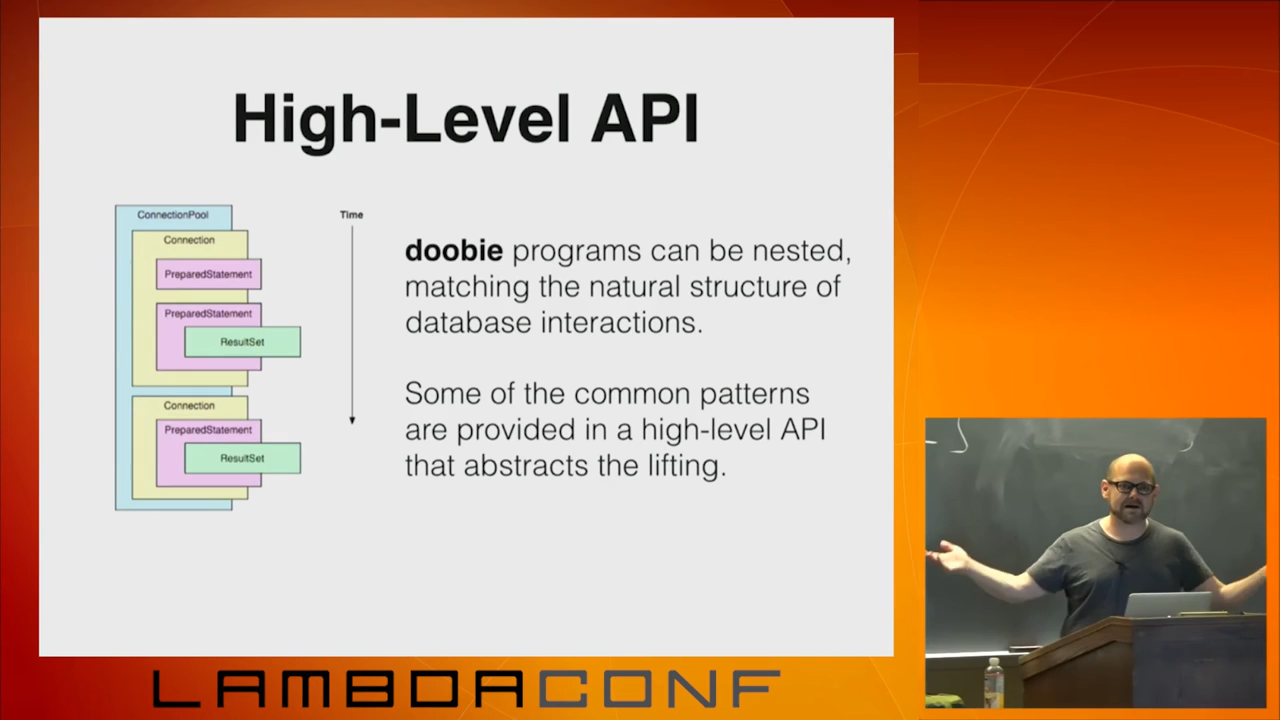 High-Level API
ConnectionPool
Connection
PreparedStatement
PreparedStatement
ResultSet
Connection
PreparedStatement
ResultSet
Time
doobie programs can be nested,
matching the natural structure of
database interactions.
Some of the common patterns
are provided in a high-level API
that abstracts the lifting.
LAMBDACONF